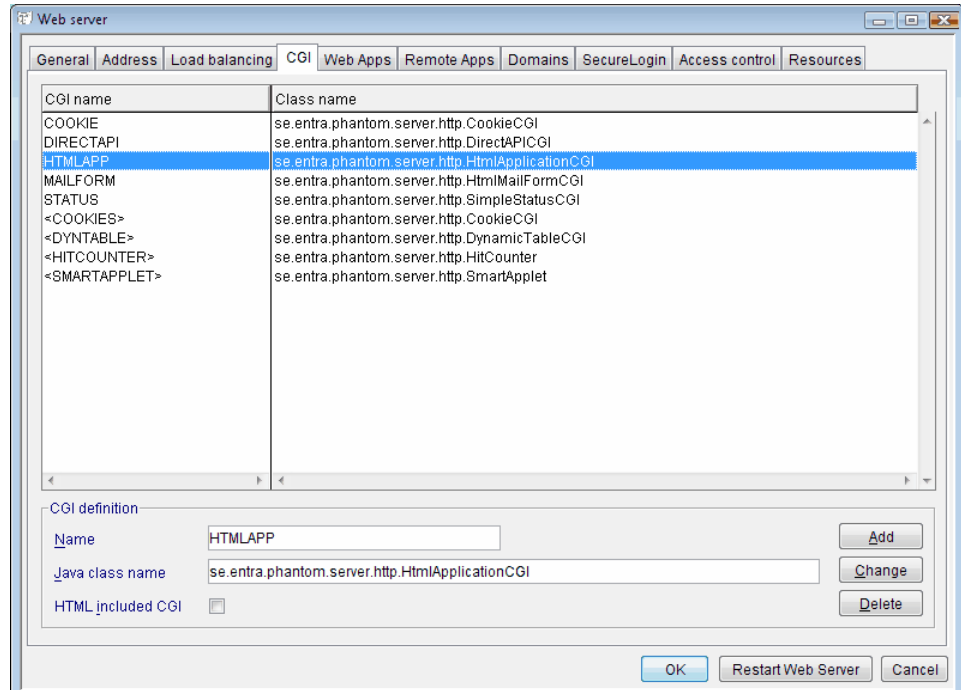 Web server
General Address Load balancing CGI Web Apps Remote Apps Domains SecureLogin Access control Resources
CGI name Class name
COOKIE se.entra.phantom.server.http.CookieCGI
DIRECTAPI se.entra.phantom.server.http.DirectAPICGI
HTMLAPP se.entra.phantom.server.http.HtmlApplicationCGI
MAILFORM se.entra.phantom.server.http.HtmlMailFormCGI
STATUS se.entra.phantom.server.http.SimpleStatusCGI
<COOKIES> se.entra.phantom.server.http.CookieCGI
<DYNTABLE> se.entra.phantom.server.http.DynamicTableCGI
<HITCOUNTER> se.entra.phantom.server.http.HitCounter
<SMARTAPPLET> se.entra.phantom.server.http.SmartApplet
CGI definition
Name HTMLAPP Add
Java class name se.entra.phantom.server.http.HtmlApplicationCGI Change
HTML included CGI Delete
OK Restart Web Server Cancel